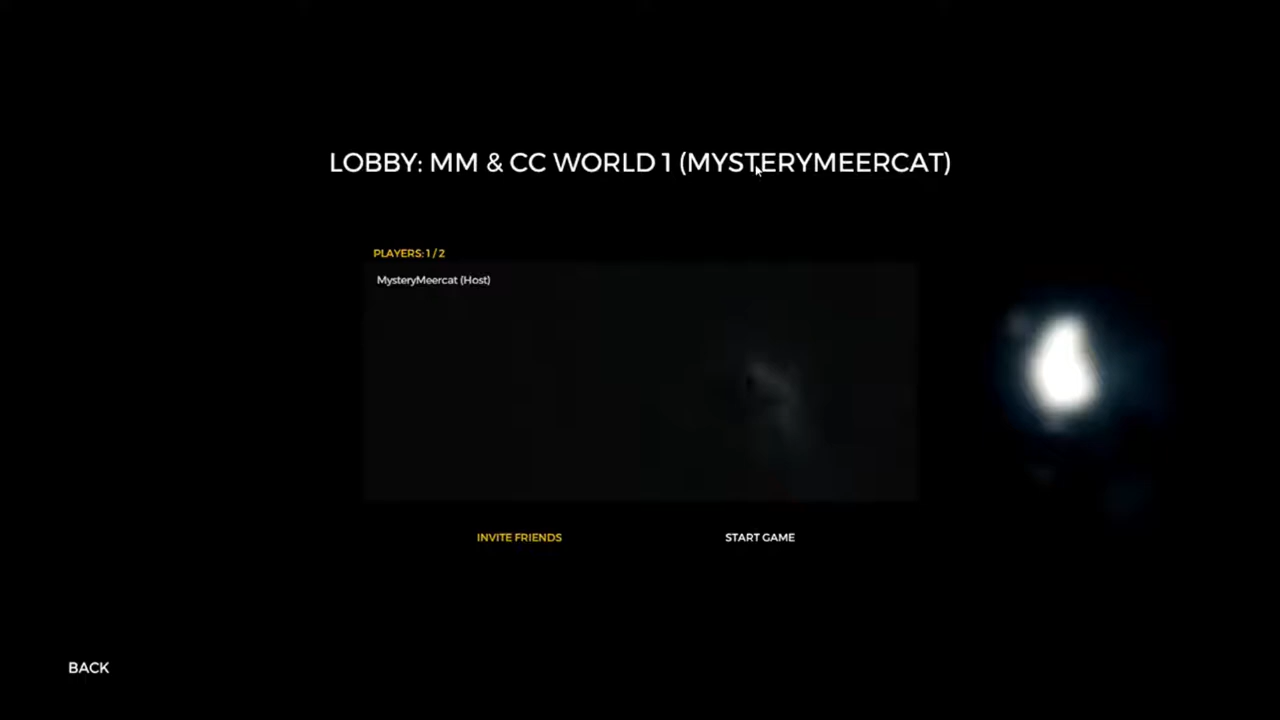 LOBBY: MM & CC WORLD 1 (MYSTERYMEERCAT)
PLAYERS: 1 / 2
MysteryMeercat (Host)
INVITE FRIENDS
START GAME
BACK